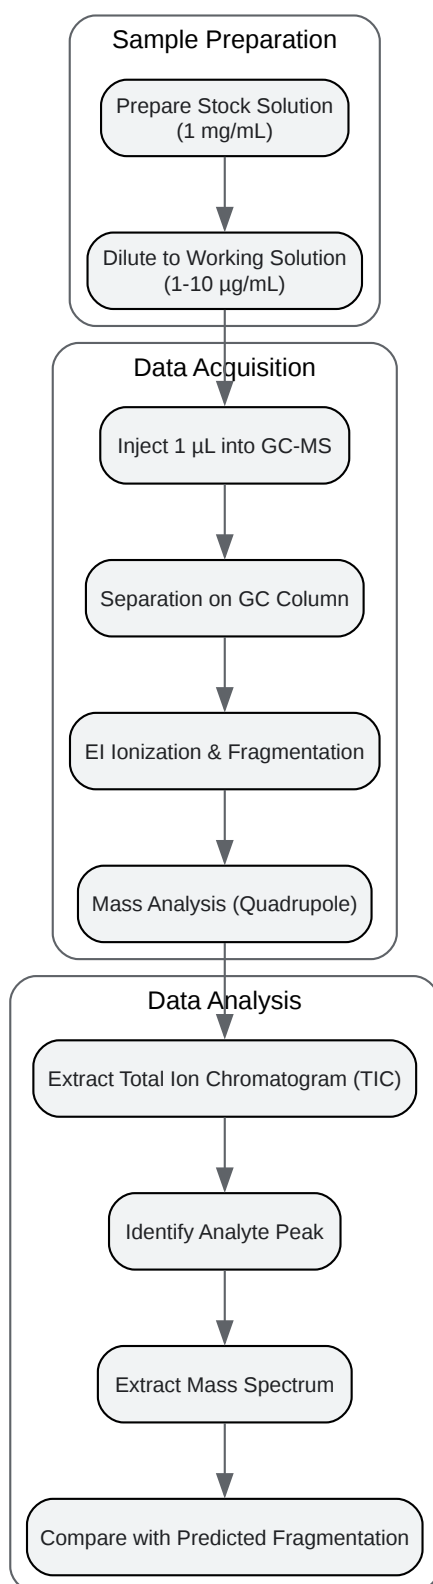 Sample Preparation
Prepare Stock Solution
(1 mg/mL)
Dilute to Working Solution
(1-10 µg/mL)
Data Acquisition
Inject 1 µL into GC-MS
Separation on GC Column
EI Ionization & Fragmentation
Mass Analysis (Quadrupole)
Data Analysis
Extract Total Ion Chromatogram (TIC)
Identify Analyte Peak
Extract Mass Spectrum
Compare with Predicted Fragmentation